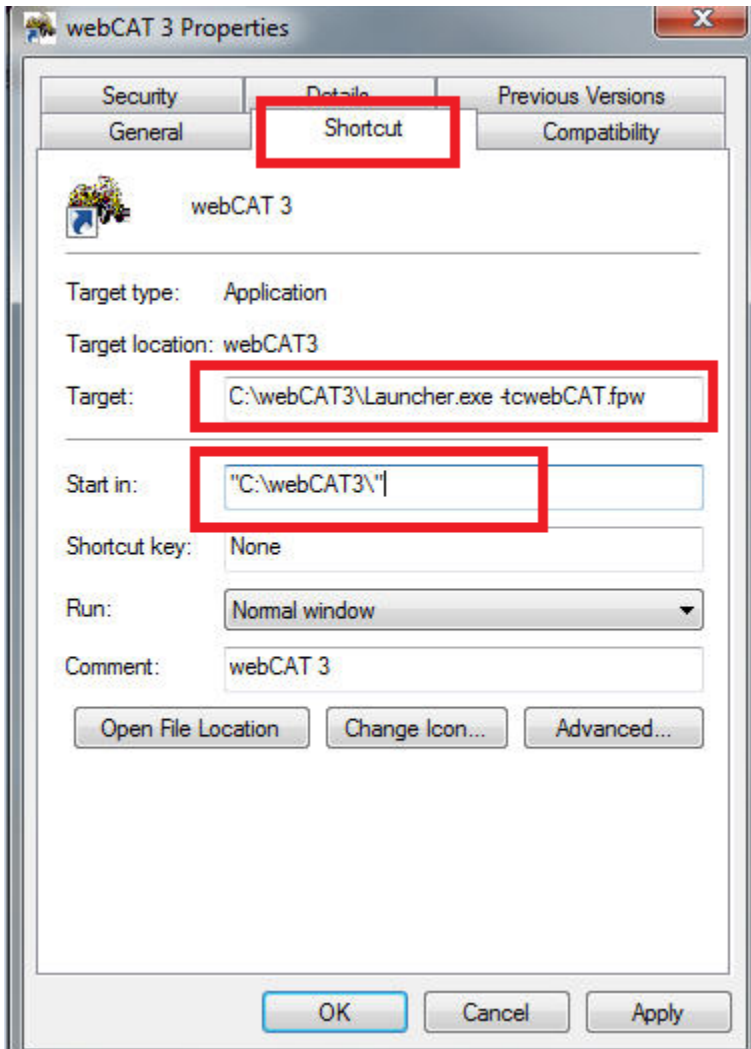 webCAT 3 Properties
Security Details Previous Versions
General Shortcut Compatibility
webCAT 3
Target type: Application
Target location: webCAT3
Target: C:\webCAT3\Launcher.exe -tcwebCAT.fpw
Start in: "C:\webCAT3\"
Shortcut key: None
Run: Normal window
Comment: webCAT 3
Open File Location Change Icon... Advanced...
OK Cancel Apply